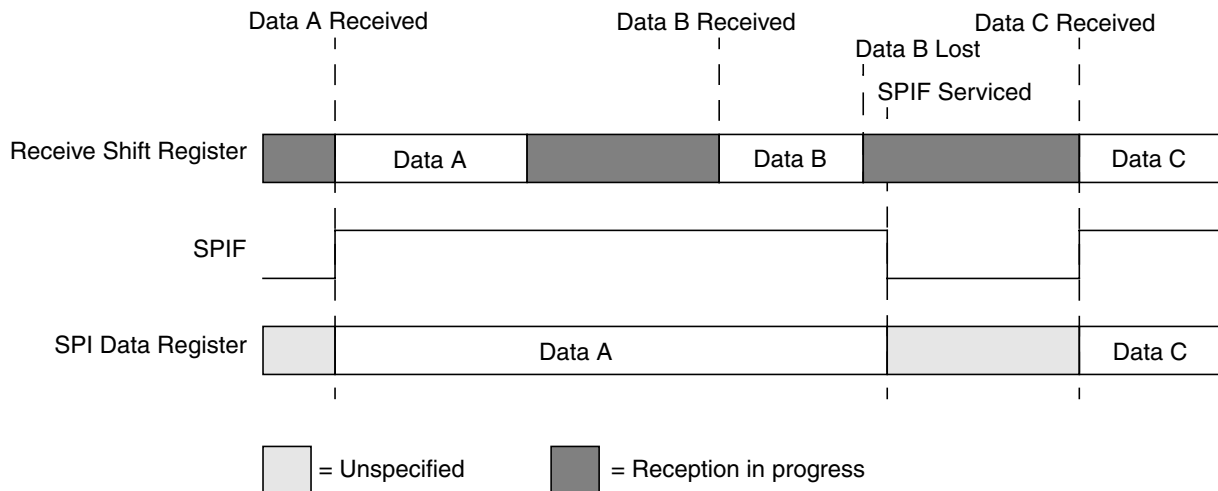 Data A Received
Data B Received
Data C Received
Data B Lost
SPIF Serviced
Receive Shift Register
Data A
Data B
Data C
SPIF
SPI Data Register
Data A
Data C
= Unspecified
= Reception in progress